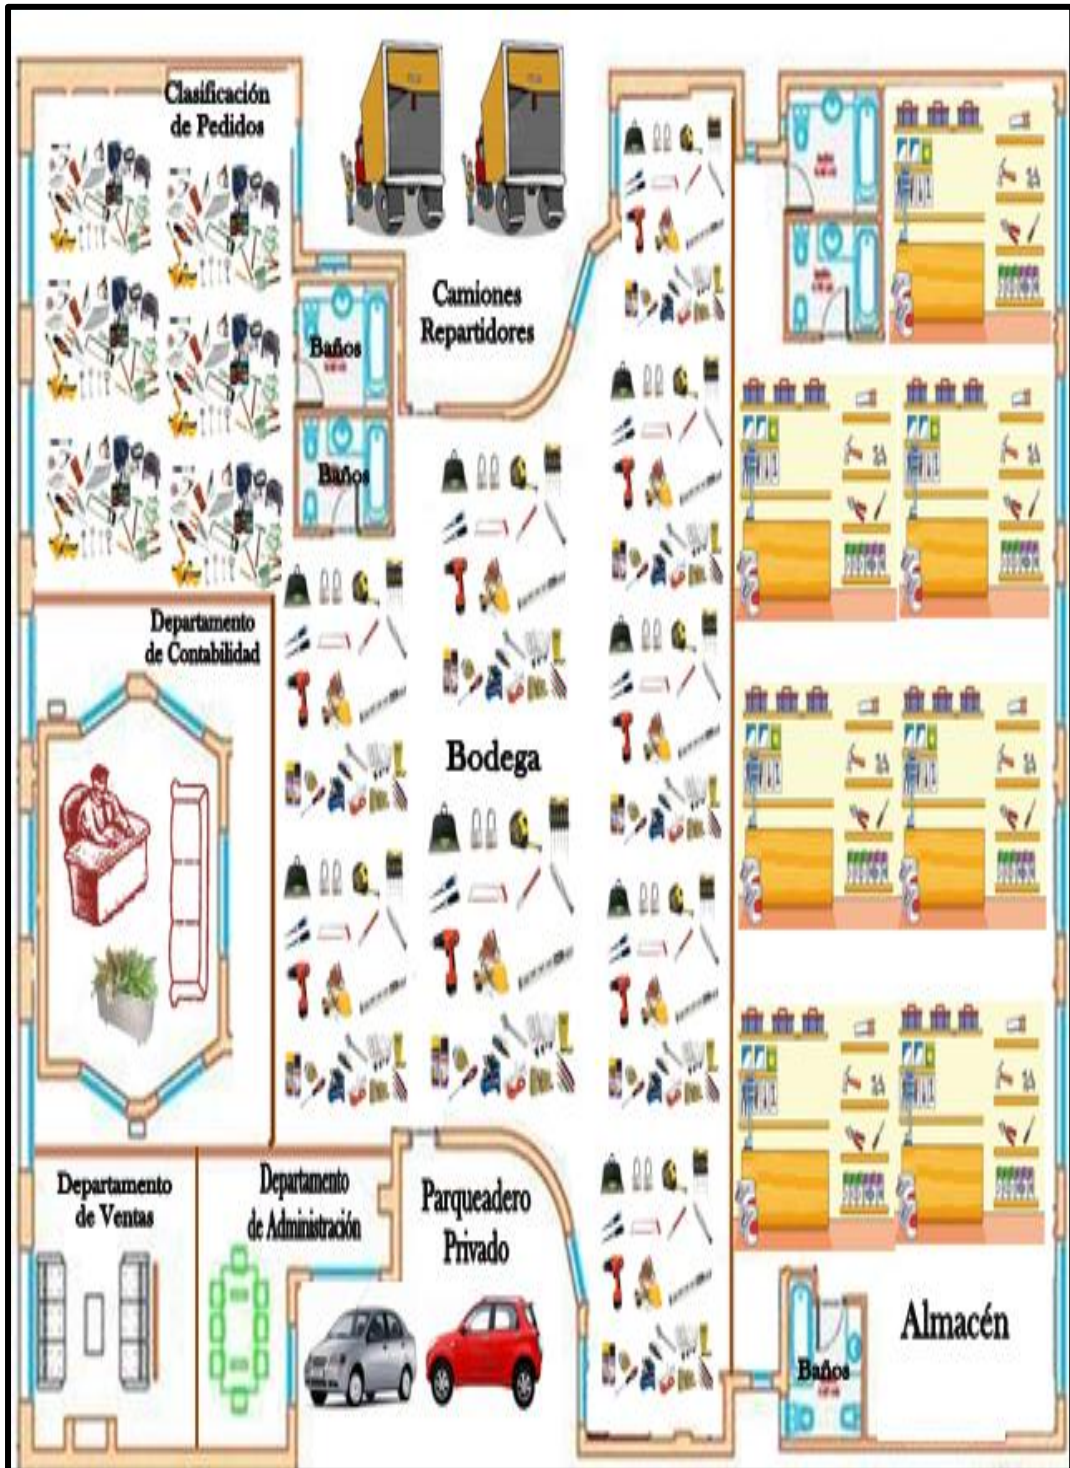 Clasificación
de Pedidos
Camiones
Repartidores
Baños
Baños
Departamento
de Contabilidad
Bodega
Departamento
de Ventas
Departamento
de Administración
Parqueadero
Privado
Almacén
Baños